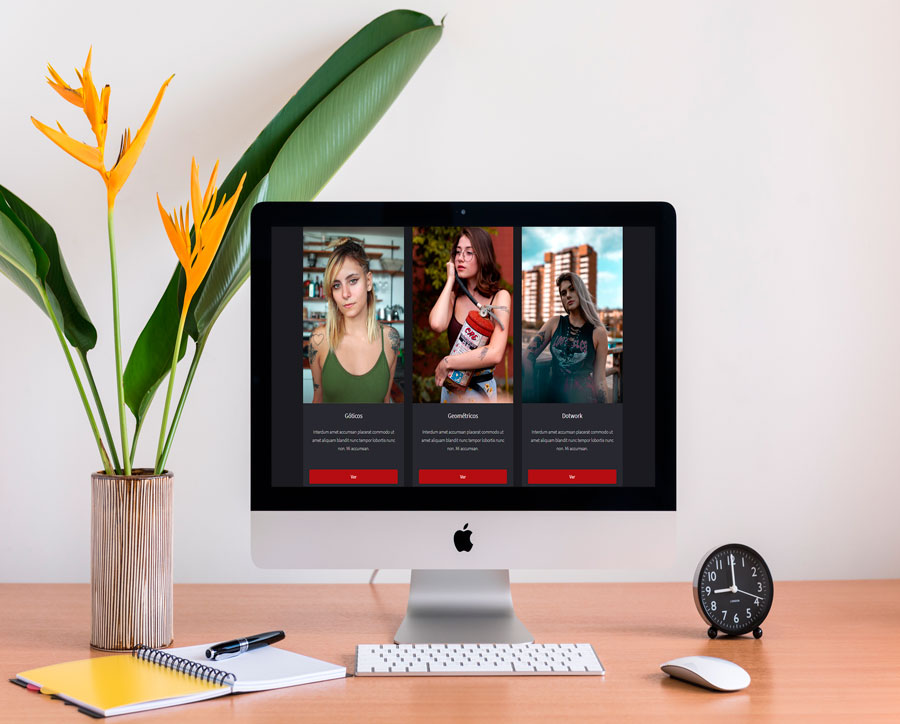 Góticos
Geométricos
Dotwork
Interdum amet accumsan placerat commodo ut
amet aliquam blandit nunc tempor lobortis nunc
non. Mi accumsan.
Interdum amet accumsan placerat commodo ut
amet aliquam blandit nunc tempor lobortis nunc
non. Mi accumsan.
Interdum amet accumsan placerat commodo ut
amet aliquam blandit nunc tempor lobortis nunc
non. Mi accumsan.
Ver
Ver
Ver
12
1
2
3
4
5
6
7
8
9
10
11
LONDON